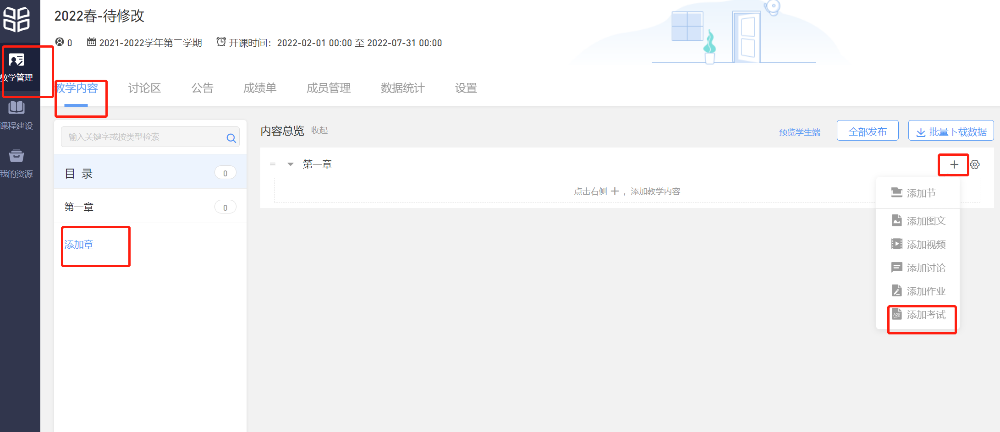 2022春-待修改
0 2021-2022学年第二学期 开课时间：2022-02-01 00:00 至 2022-07-31 00:00
教学管理
课程建设
我的资源
教学内容 讨论区 公告 成绩单 成员管理 数据统计 设置
输入关键字或按类型检索
目 录 0
第一章 0
添加章
内容总览 收起 预览学生端 全部发布 批量下载数据
第一章
点击右侧 + ，添加教学内容
添加节
添加图文
添加视频
添加讨论
添加作业
100 添加考试